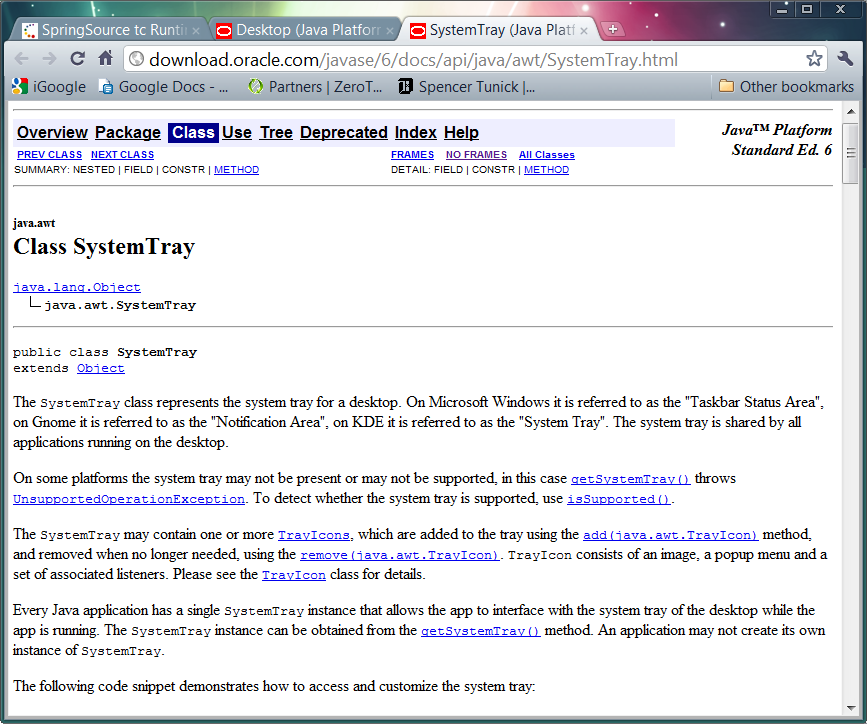 SpringSource tc Runti
Desktop (Java Platform
SystemTray (Java Platf
download.oracle.com/javase/6/docs/api/java/awt/SystemTray.html
iGoogle Google Docs - ... Partners | ZeroT... Spencer Tunick |... Other bookmarks
Overview Package Class Use Tree Deprecated Index Help
Java™ Platform
Standard Ed. 6
PREV CLASS NEXT CLASS FRAMES NO FRAMES All Classes
SUMMARY: NESTED | FIELD | CONSTR | METHOD DETAIL: FIELD | CONSTR | METHOD
java.awt
Class SystemTray
java.lang.Object
java.awt.SystemTray
public class SystemTray
extends Object
The SystemTray class represents the system tray for a desktop. On Microsoft Windows it is referred to as the "Taskbar Status Area",
on Gnome it is referred to as the "Notification Area", on KDE it is referred to as the "System Tray". The system tray is shared by all
applications running on the desktop.
On some platforms the system tray may not be present or may not be supported, in this case getSystemTray() throws
UnsupportedOperationException. To detect whether the system tray is supported, use isSupported().
The SystemTray may contain one or more TrayIcons, which are added to the tray using the add(java.awt.TrayIcon) method,
and removed when no longer needed, using the remove(java.awt.TrayIcon). TrayIcon consists of an image, a popup menu and a
set of associated listeners. Please see the TrayIcon class for details.
Every Java application has a single SystemTray instance that allows the app to interface with the system tray of the desktop while the
app is running. The SystemTray instance can be obtained from the getSystemTray() method. An application may not create its own
instance of SystemTray.
The following code snippet demonstrates how to access and customize the system tray: